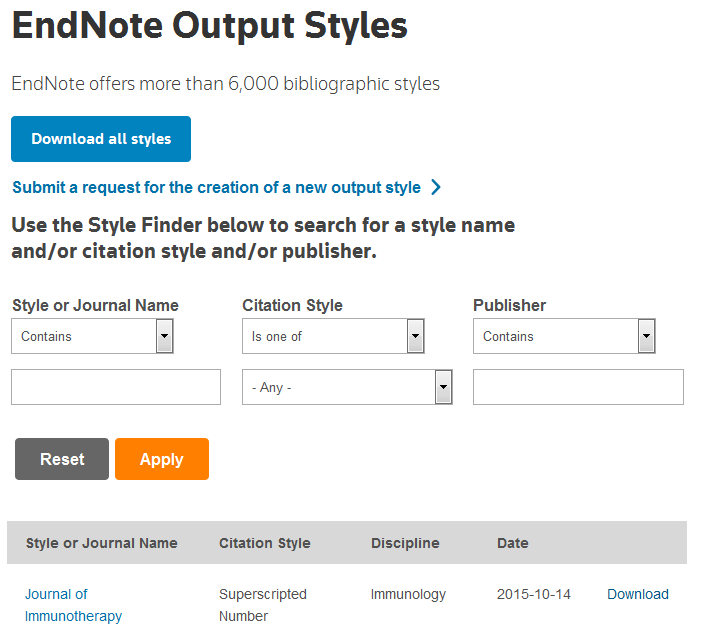 EndNote Output Styles
EndNote offers more than 6,000 bibliographic styles
Download all styles
Submit a request for the creation of a new output style
Use the Style Finder below to search for a style name
and/or citation style and/or publisher.
Style or Journal Name Citation Style Publisher
Contains Is one of Contains
- Any -
Reset Apply
Style or Journal Name Citation Style Discipline Date
Journal of Superscripted Immunology 2015-10-14 Download
Immunotherapy Number